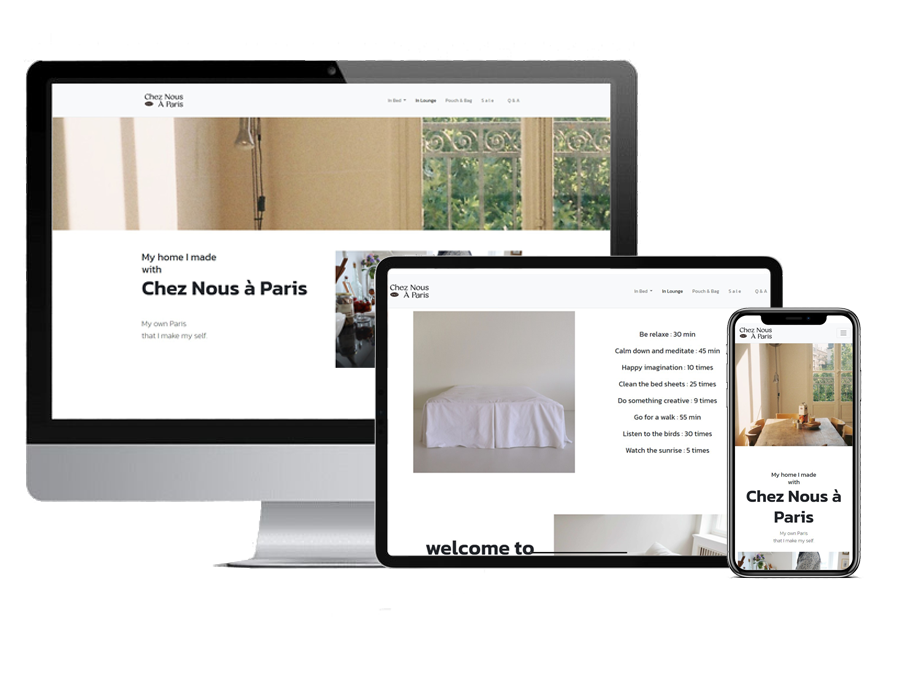 Chez Nous
À Paris
In Bed In Lounge Pouch & Bag Sale Q & A
My home I made
with
Chez Nous à Paris
My own Paris
that I make my self
Chez Nous
À Paris
In Bed In Lounge Pouch & Bag Sale Q & A
Be relaxe : 30 min
Calm down and meditate : 45 min
Happy imagination : 10 times
Clean the bed sheets : 25 times
Do something creative : 9 times
Go for a walk : 55 min
Listen to the birds : 30 times
Watch the sunrise : 5 times
welcome to
Chez Nous
À Paris
My home I made
with
Chez Nous à
Paris
My own Paris
that I make my self